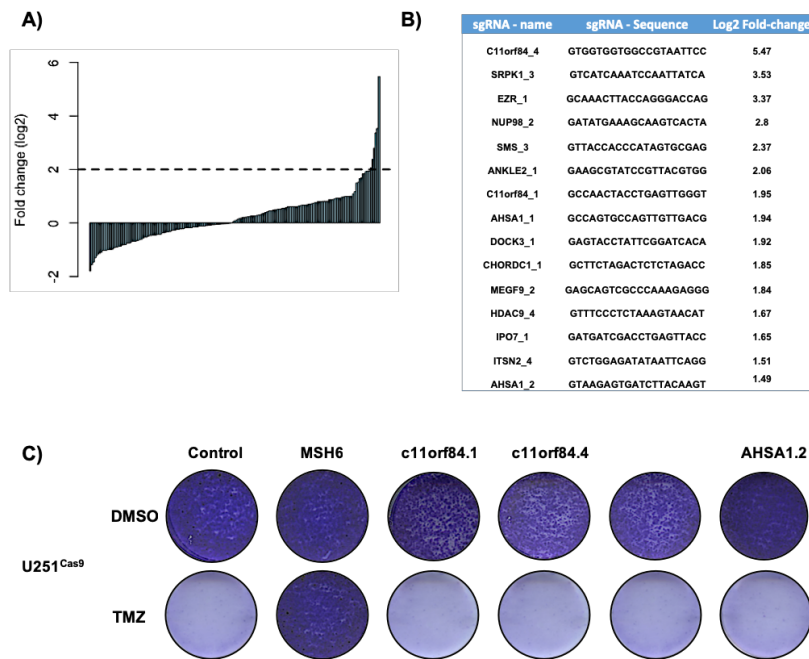 A)
Fold change (log2)
6
4
2
0
-2
B)
sgRNA - name sgRNA - Sequence Log2 Fold-change
C11orf84_4 GTGGTGGTGGCCGTAATTCC 5.47
SRPK1_3 GTCATCAAATCCAATTATCA 3.53
EZR_1 GCAAACTTACCAGGGACCAG 3.37
NUP98_2 GATATGAAAGCAAGTCACTA 2.8
SMS_3 GTTACCACCCATAGTGCGAG 2.37
ANKLE2_1 GAAGCGTATCCGTTACGTGG 2.06
C11orf84_1 GCCAACTACCTGAGTTGGGT 1.95
AHSA1_1 GCCAGTGCCAGTTGTTGACG 1.94
DOCK3_1 GAGTACCTATTCGGATCACA 1.92
CHORDC1_1 GCTTCTAGACTCTCTAGACC 1.85
MEGF9_2 GAGCAGTCGCCCAAAGAGGG 1.84
HDAC9_4 GTTTCCCTCTAAAGTAACAT 1.67
IPO7_1 GATGATCGACCTGAGTTACC 1.65
ITSN2_4 GTCTGGAGATATAATTCAGG 1.51
AHSA1_2 GTAAGAGTGATCTTACAAGT 1.49
C)
Control MSH6 c11orf84.1 c11orf84.4 AHSA1.2
DMSO
U251Cas9
TMZ